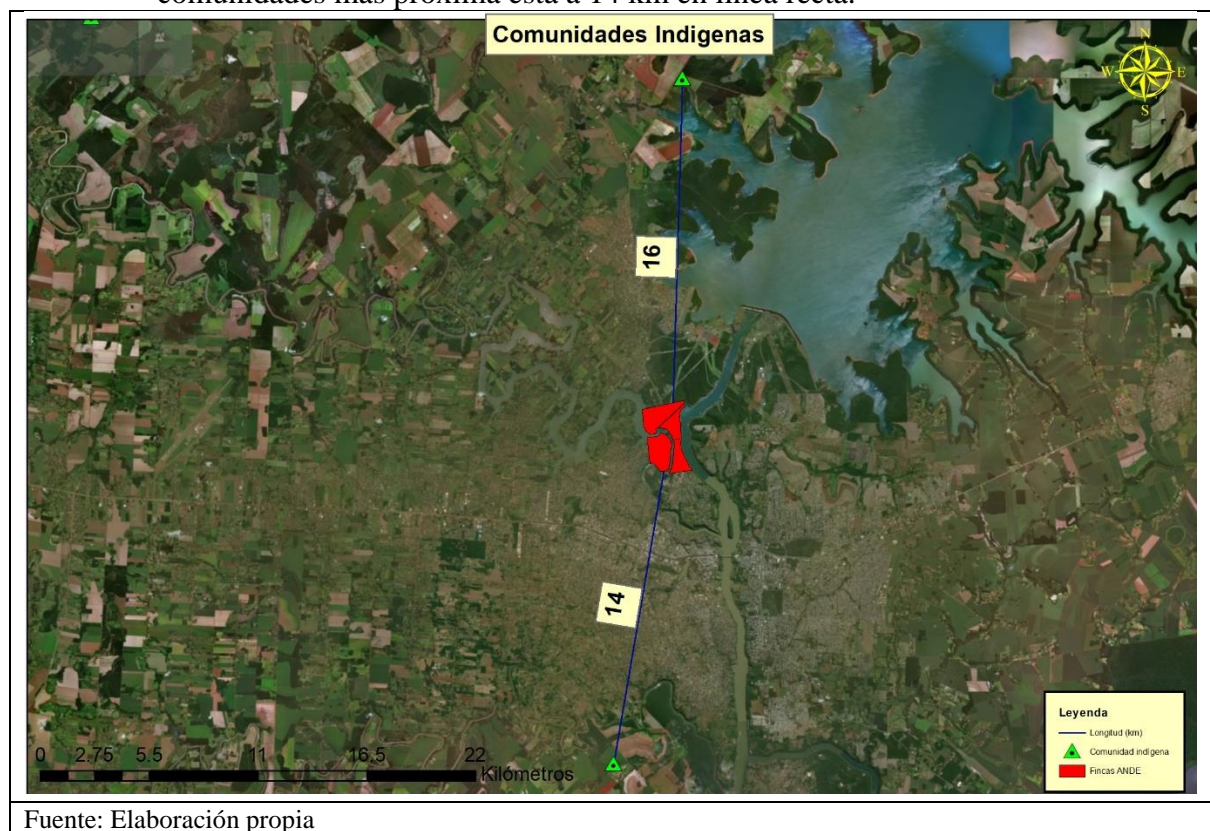 comunidades más próxima está a 14 km en línea recta.
Comunidades Indigenas
N
W E
S
16
14
0 2.75 5.5 11 16.5 22
Kilómetros
Leyenda
Longitud (km)
Comunidad indígena
Fincas ANDE
Fuente: Elaboración propia